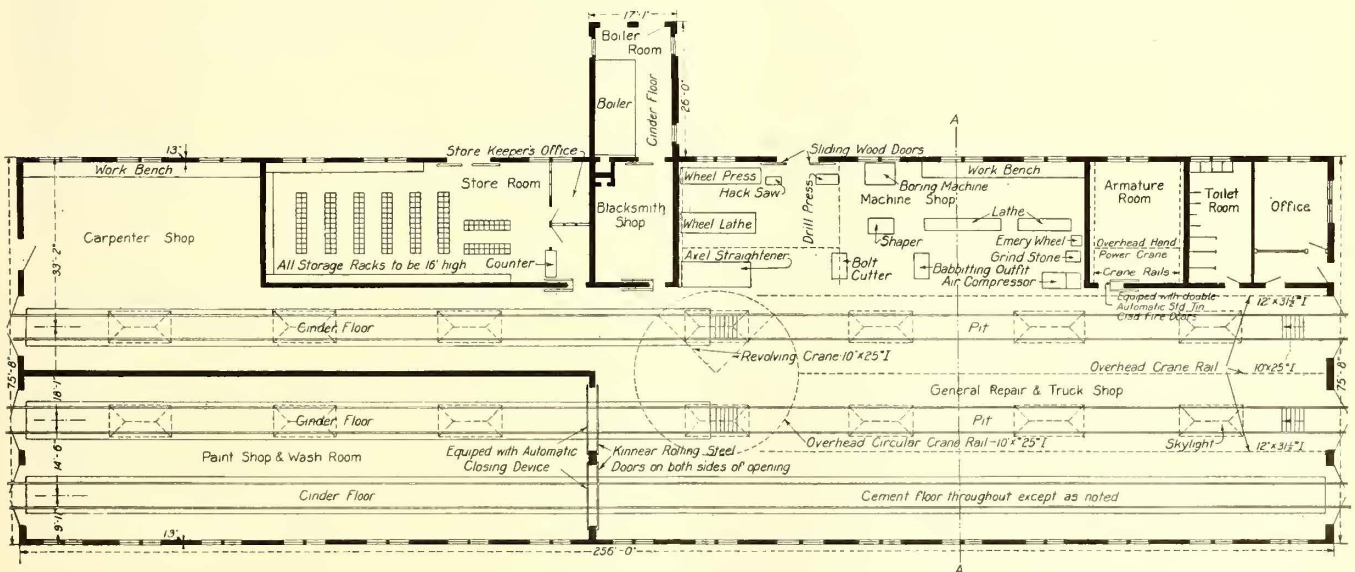 17'-1"
Boiler
Room
Boiler
Cinder Floor
26'-0"
A
13"
Store Keeper's Office
Sliding Wood Doors
Work Bench
Store Room
Wheel Press
Hack Saw
Boring Machine
Work Bench
Armature
Room
Toilet
Room
Office
Carpenter Shop
33'-2"
Blacksmith
Shop
Drill Press
Machine Shop
Wheel Lathe
Shaper
Lathe
Emery Wheel
Grind Stone
Overhead Hand
Power Crane
Crane Rails
All Storage Racks to be 16' high
Counter
Axel Straightener
Bolt
Cutter
Babbitting Outfit
Air Compressor
Equiped with double
Automatic Std. Tin
Clad Fire Doors
12"×31½"I
Cinder Floor
Pit
Revolving Crane-10"×25"I
Overhead Crane Rail
10"×25"I
75'-8"
18'-1"
General Repair & Truck Shop
75'-8"
Cinder Floor
Pit
Overhead Circular Crane Rail-10"×25"I
Skylight
12"×31½"I
Equiped with Automatic
Closing Device
Kinnear Rolling Steel
Doors on both sides of opening
Paint Shop & Wash Room
14'-6"
Cinder Floor
Cement floor throughout except as noted
9'-11"
13"
256'-0"
A